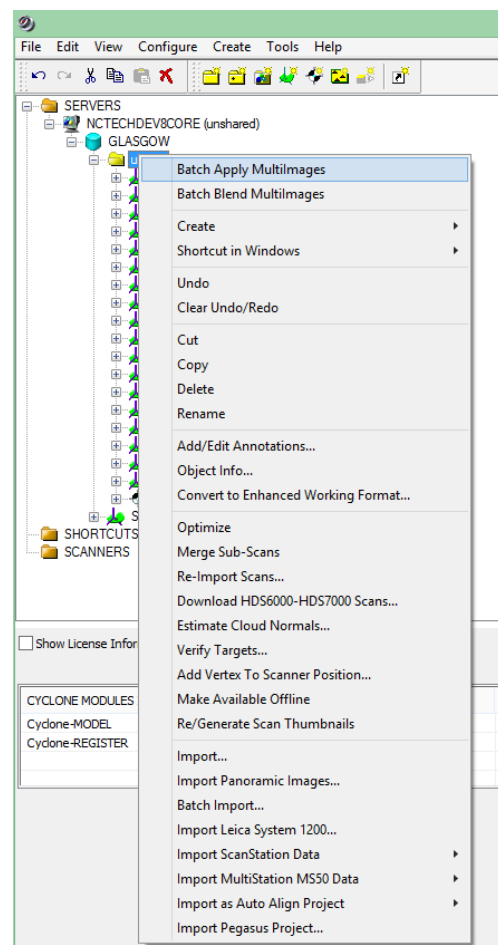 File Edit View Configure Create Tools Help
SERVERS
NCTECHDEV8CORE (unshared)
GLASGOW
Batch Apply MultiImages
Batch Blend MultiImages
Create
Shortcut in Windows
Undo
Clear Undo/Redo
Cut
Copy
Delete
Rename
Add/Edit Annotations...
Object Info...
Convert to Enhanced Working Format...
S
SHORTCUTS
Optimize
SCANNERS
Merge Sub-Scans
Re-Import Scans...
Download HDS6000-HDS7000 Scans...
Estimate Cloud Normals...
Show License Infor
Verify Targets...
Add Vertex To Scanner Position...
CYCLONE MODULES
Make Available Offline
Cyclone-MODEL
Re/Generate Scan Thumbnails
Cyclone-REGISTER
Import...
Import Panoramic Images...
Batch Import...
Import Leica System 1200...
Import ScanStation Data
Import MultiStation MS50 Data
Import as Auto Align Project
Import Pegasus Project...